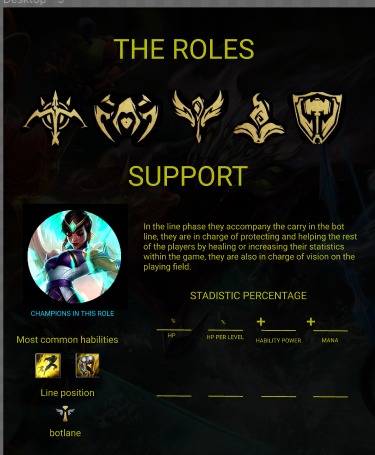 Desktop - 3
THE ROLES
SUPPORT
In the line phase they accompany the carry in the bot
line, they are in charge of protecting and helping the rest
of the players by healing or increasing their statistics
within the game, they are also in charge of vision on the
playing field.
CHAMPIONS IN THIS ROLE
STADISTIC PERCENTAGE
Most common habilities
% % + +
HP HP PER LEVEL HABILITY POWER MANA
Line position
botlane